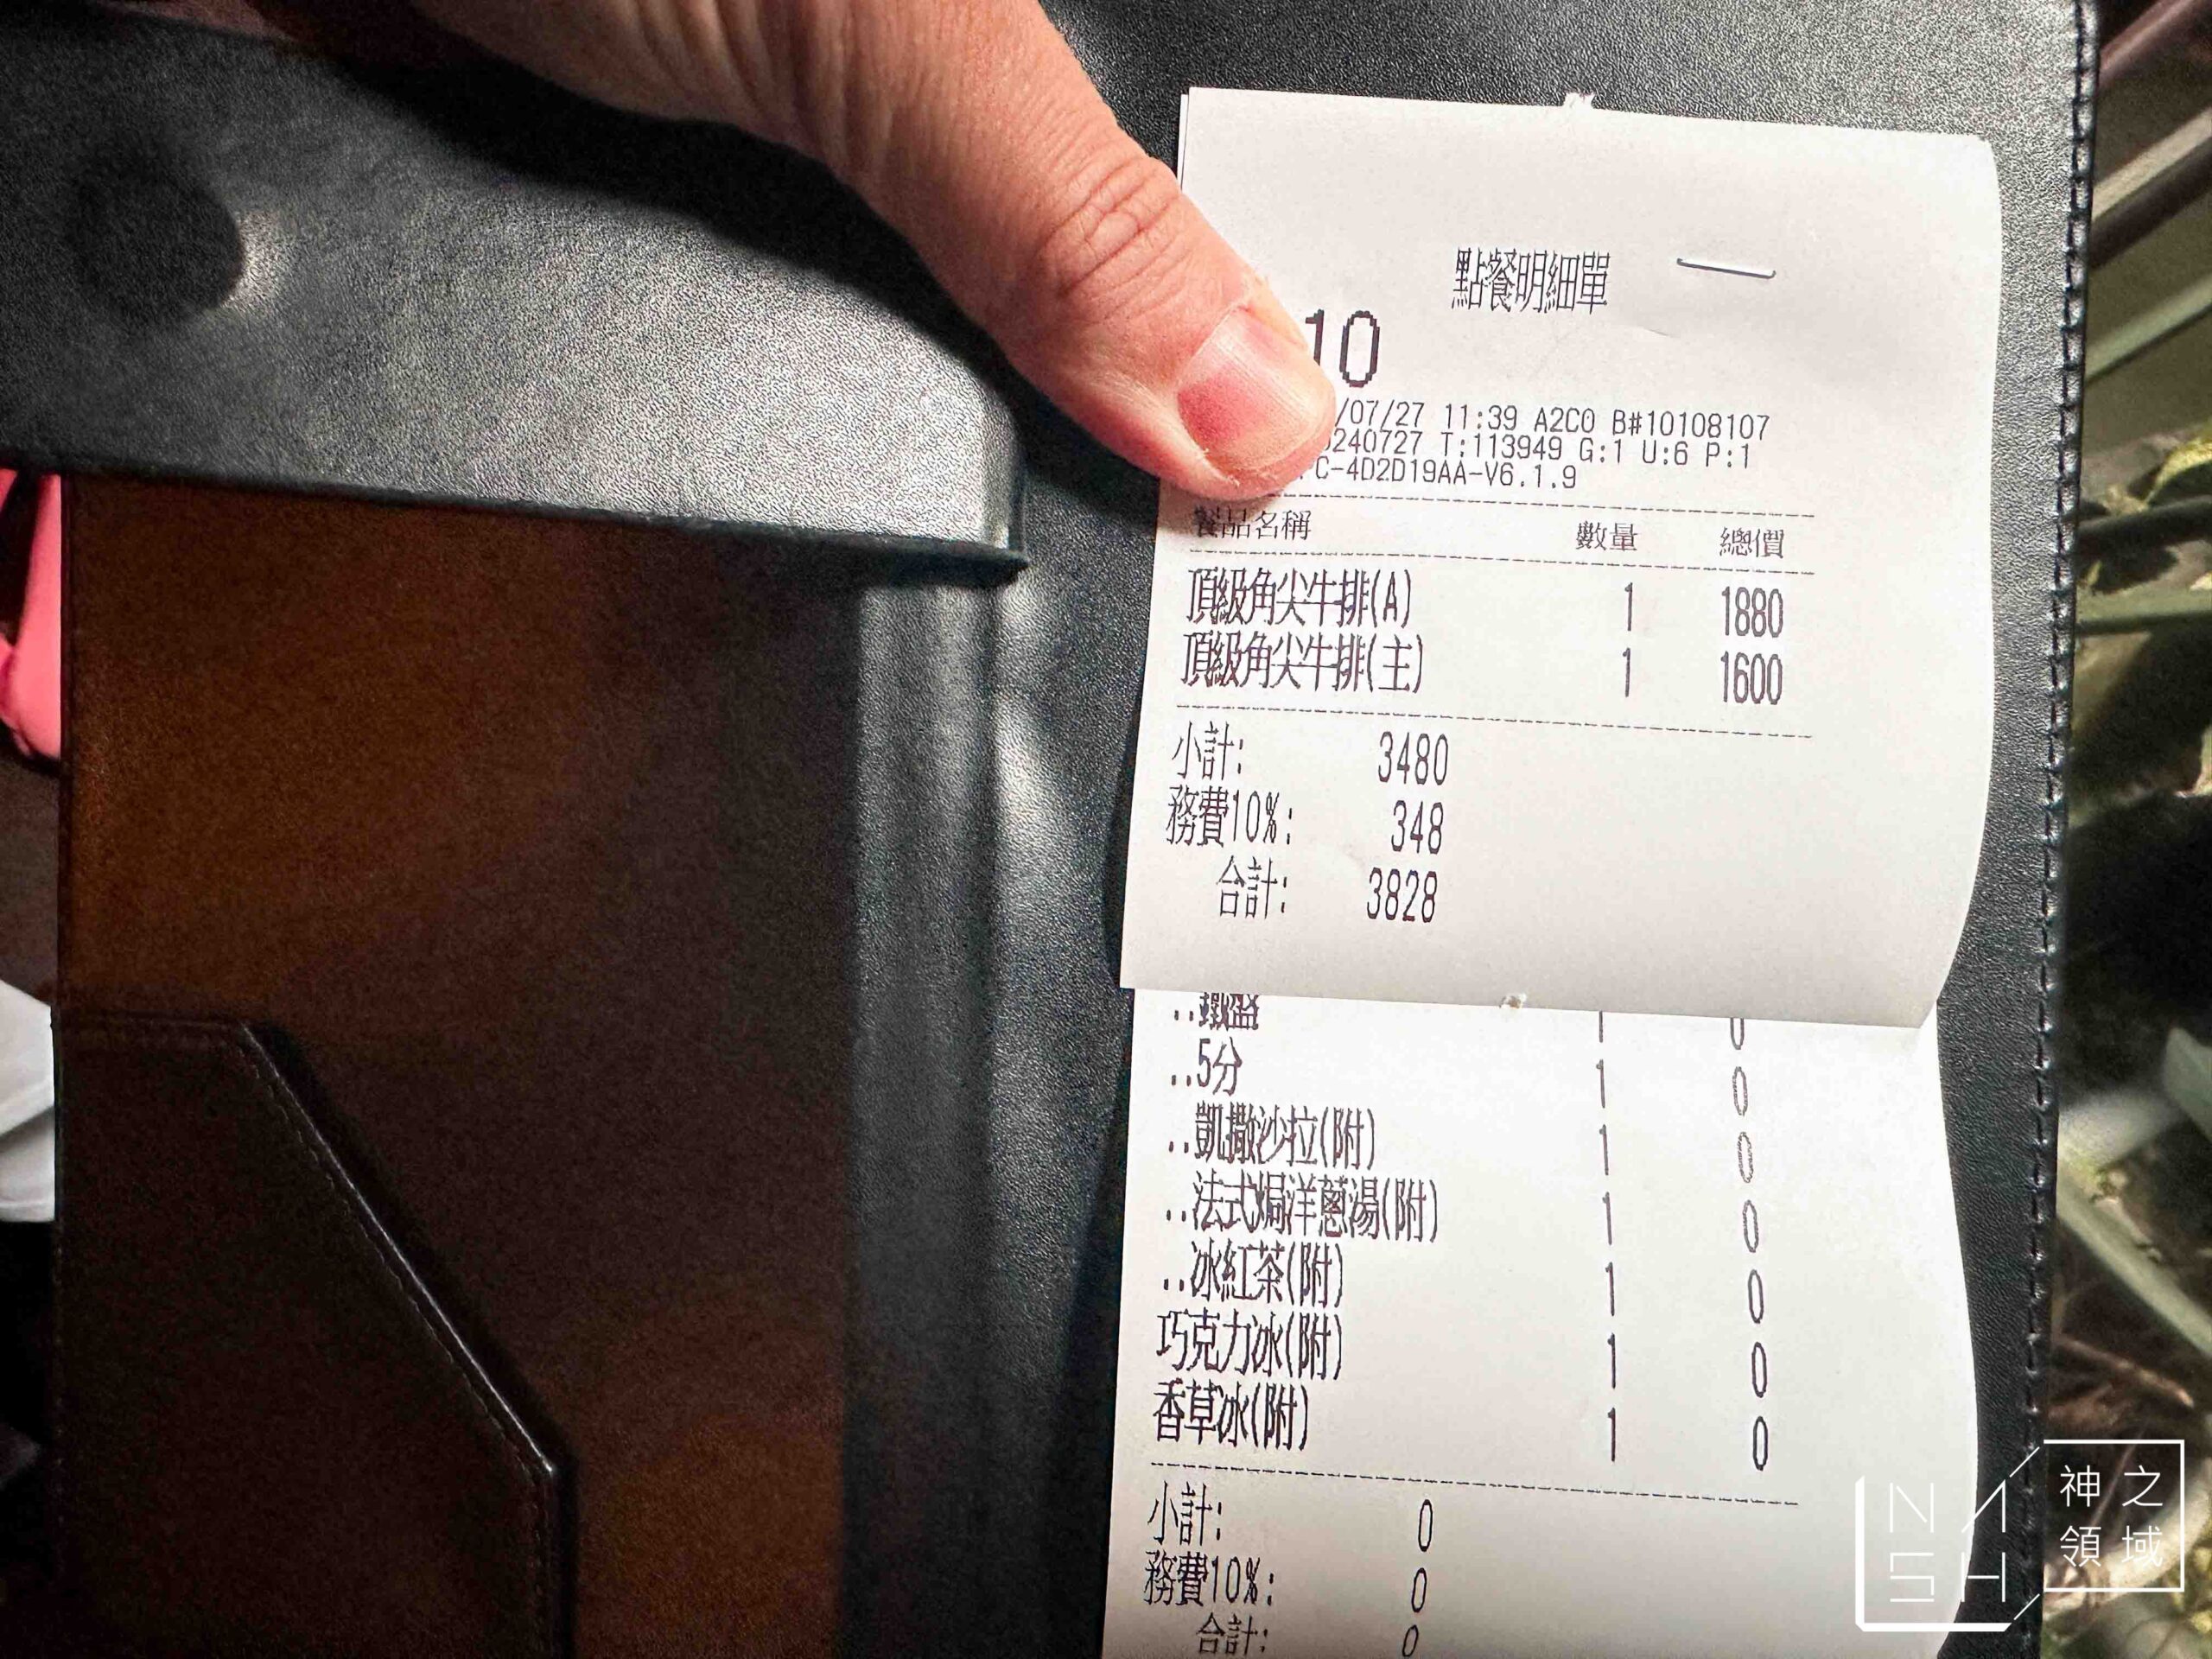 點餐明細單
10
/07/27 11:39 A2C0 B#10108107
240727 T:113949 G:1 U:6 P:1
C-4D2D19AA-V6.1.9
餐品名稱 數量 總價
頂級角尖牛排(A) 1 1880
頂級角尖牛排(主) 1 1600
小計: 3480
務費10%: 348
合計: 3828
..鐵盤 1 0
..5分 1 0
..凱撒沙拉(附) 1 0
..法式焗洋蔥湯(附) 1 0
..冰紅茶(附) 1 0
巧克力冰(附) 1 0
香草冰(附) 1 0
小計: 0
務費10%: 0
合計: 0
NASH
神之
領域